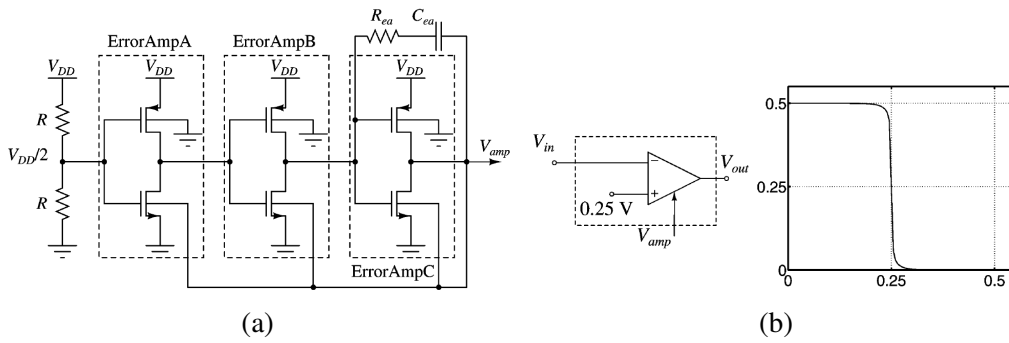 R_ea C_ea
ErrorAmpA ErrorAmpB
V_DD V_DD V_DD V_DD
R
V_DD/2
V_amp
R
ErrorAmpC
(a)
V_in
−
V_out
+
0.25 V
V_amp
0.5
0.25
0
0 0.25 0.5
(b)